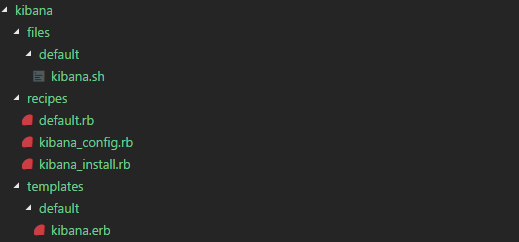 kibana
files
default
kibana.sh
recipes
default.rb
kibana_config.rb
kibana_install.rb
templates
default
kibana.erb